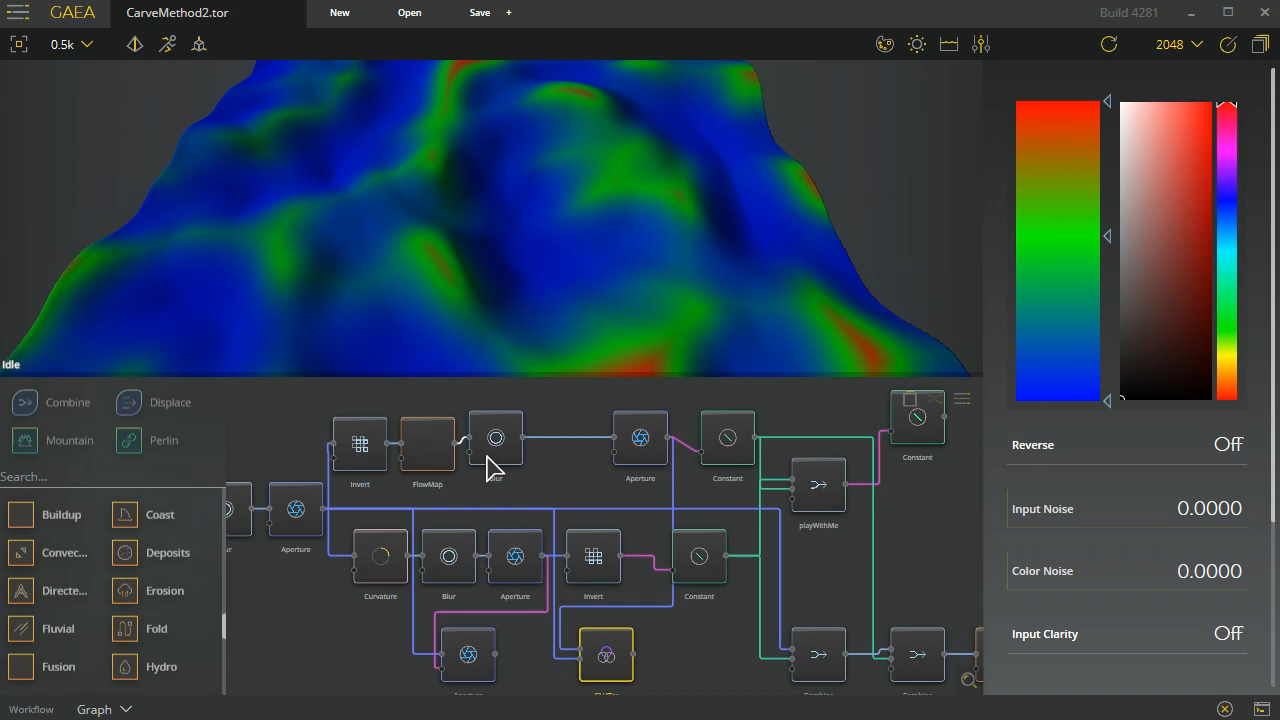 GAEA
CarveMethod2.tor
New
Open
Save
+
Build 4281
0.5k
2048
Idle
Combine
Displace
Mountain
Perlin
Search...
Buildup
Coast
Convec...
Deposits
Directe...
Erosion
Fluvial
Fold
Fusion
Hydro
Invert
FlowMap
Aperture
Constant
Constant
playWithMe
Aperture
Curvature
Blur
Aperture
Invert
Constant
Reverse
Off
Input Noise
0.0000
Color Noise
0.0000
Input Clarity
Off
Workflow
Graph